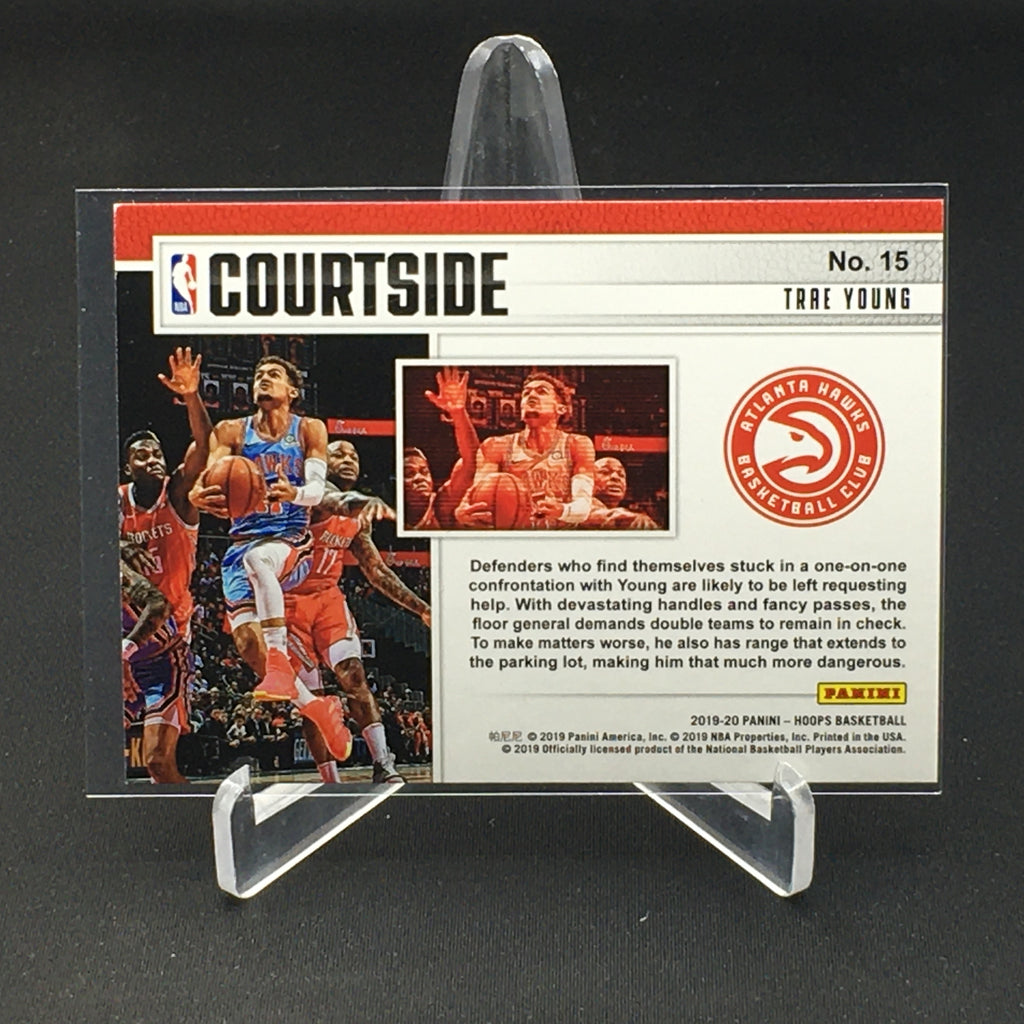 NBA
COURTSIDE
No. 15
TRAE YOUNG
ROCKETS
HAWKS
ROCKETS
17
ATLANTA HAWKS
BASKETBALL CLUB
Defenders who find themselves stuck in a one-on-one
confrontation with Young are likely to be left requesting
help. With devastating handles and fancy passes, the
floor general demands double teams to remain in check.
To make matters worse, he also has range that extends to
the parking lot, making him that much more dangerous.
PANINI
2019-20 PANINI – HOOPS BASKETBALL
帕尼尼 © 2019 Panini America, Inc. © 2019 NBA Properties, Inc. Printed in the USA.
© 2019 Officially licensed product of the National Basketball Players Association.